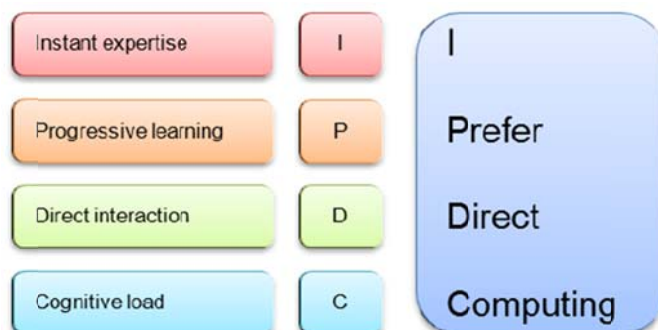 Instant expertise I I
Progressive learning P Prefer
Direct interaction D Direct
Cognitive load C Computing